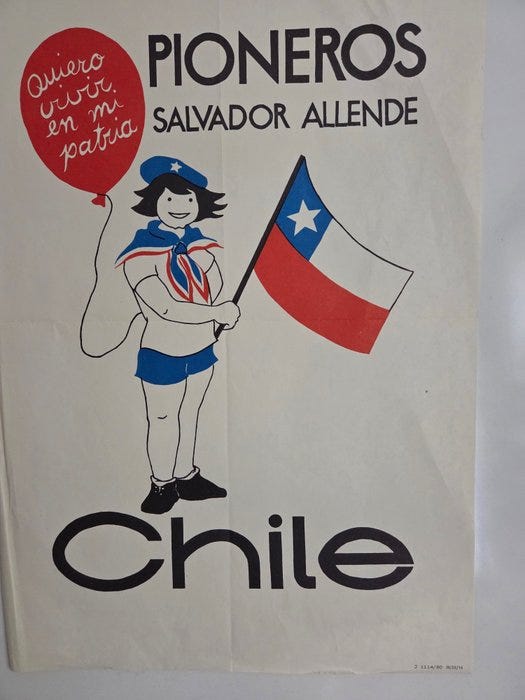 PIONEROS
SALVADOR ALLENDE
Quiero
vivir
en mi
patria
Chile